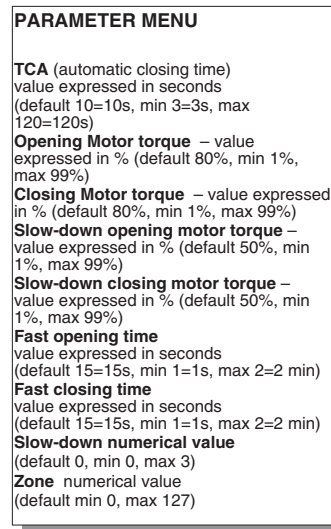 PARAMETER MENU
TCA (automatic closing time)
value expressed in seconds
(default 10=10s, min 3=3s, max
120=120s)
Opening Motor torque – value
expressed in % (default 80%, min 1%,
max 99%)
Closing Motor torque – value expressed
in % (default 80%, min 1%, max 99%)
Slow-down opening motor torque –
value expressed in % (default 50%, min
1%, max 99%)
Slow-down closing motor torque –
value expressed in % (default 50%, min
1%, max 99%)
Fast opening time
value expressed in seconds
(default 15=15s, min 1=1s, max 2=2 min)
Fast closing time
value expressed in seconds
(default 15=15s, min 1=1s, max 2=2 min)
Slow-down numerical value
(default 0, min 0, max 3)
Zone numerical value
(default min 0, max 127)